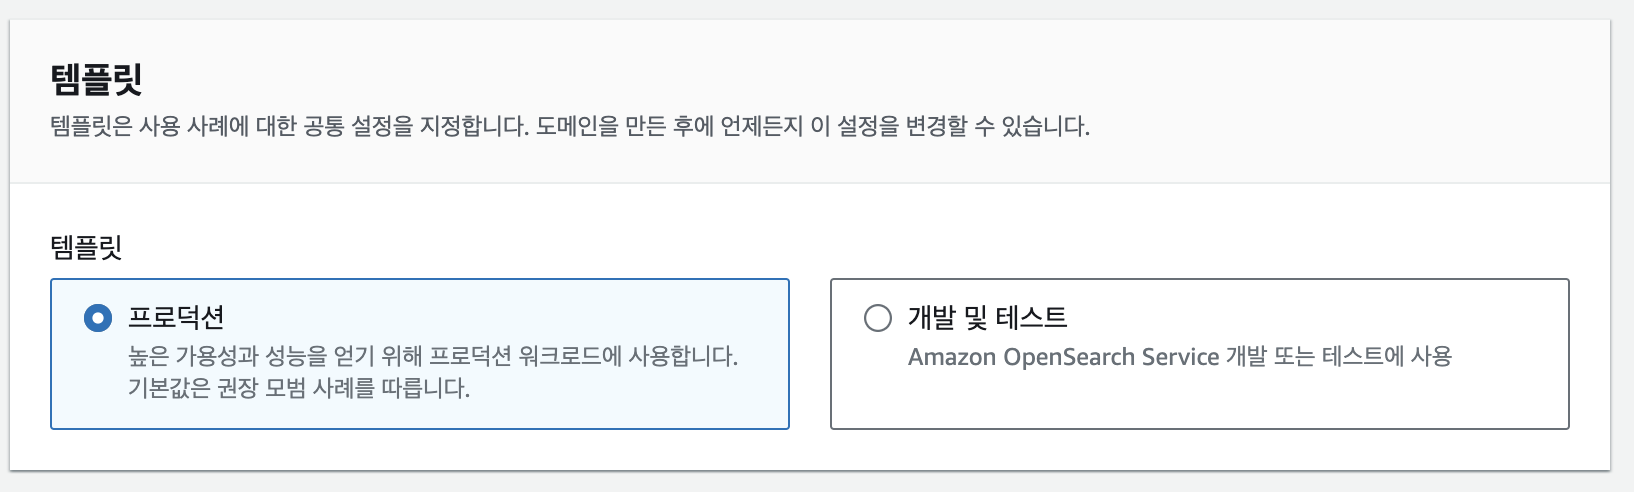 템플릿
템플릿은 사용 사례에 대한 공통 설정을 지정합니다. 도메인을 만든 후에 언제든지 이 설정을 변경할 수 있습니다.
템플릿
프로덕션
높은 가용성과 성능을 얻기 위해 프로덕션 워크로드에 사용합니다.
기본값은 권장 모범 사례를 따릅니다.
개발 및 테스트
Amazon OpenSearch Service 개발 또는 테스트에 사용